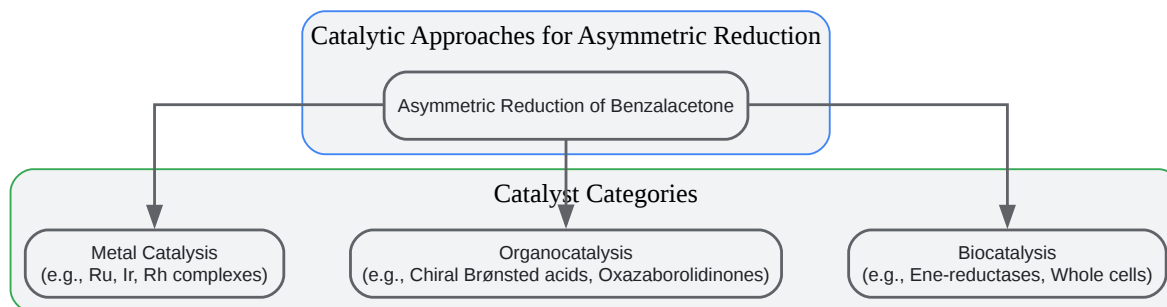 Catalytic Approaches for Asymmetric Reduction
Asymmetric Reduction of Benzalacetone
Catalyst Categories
Metal Catalysis
(e.g., Ru, Ir, Rh complexes)
Organocatalysis
(e.g., Chiral Brønsted acids, Oxazaborolidinones)
Biocatalysis
(e.g., Ene-reductases, Whole cells)